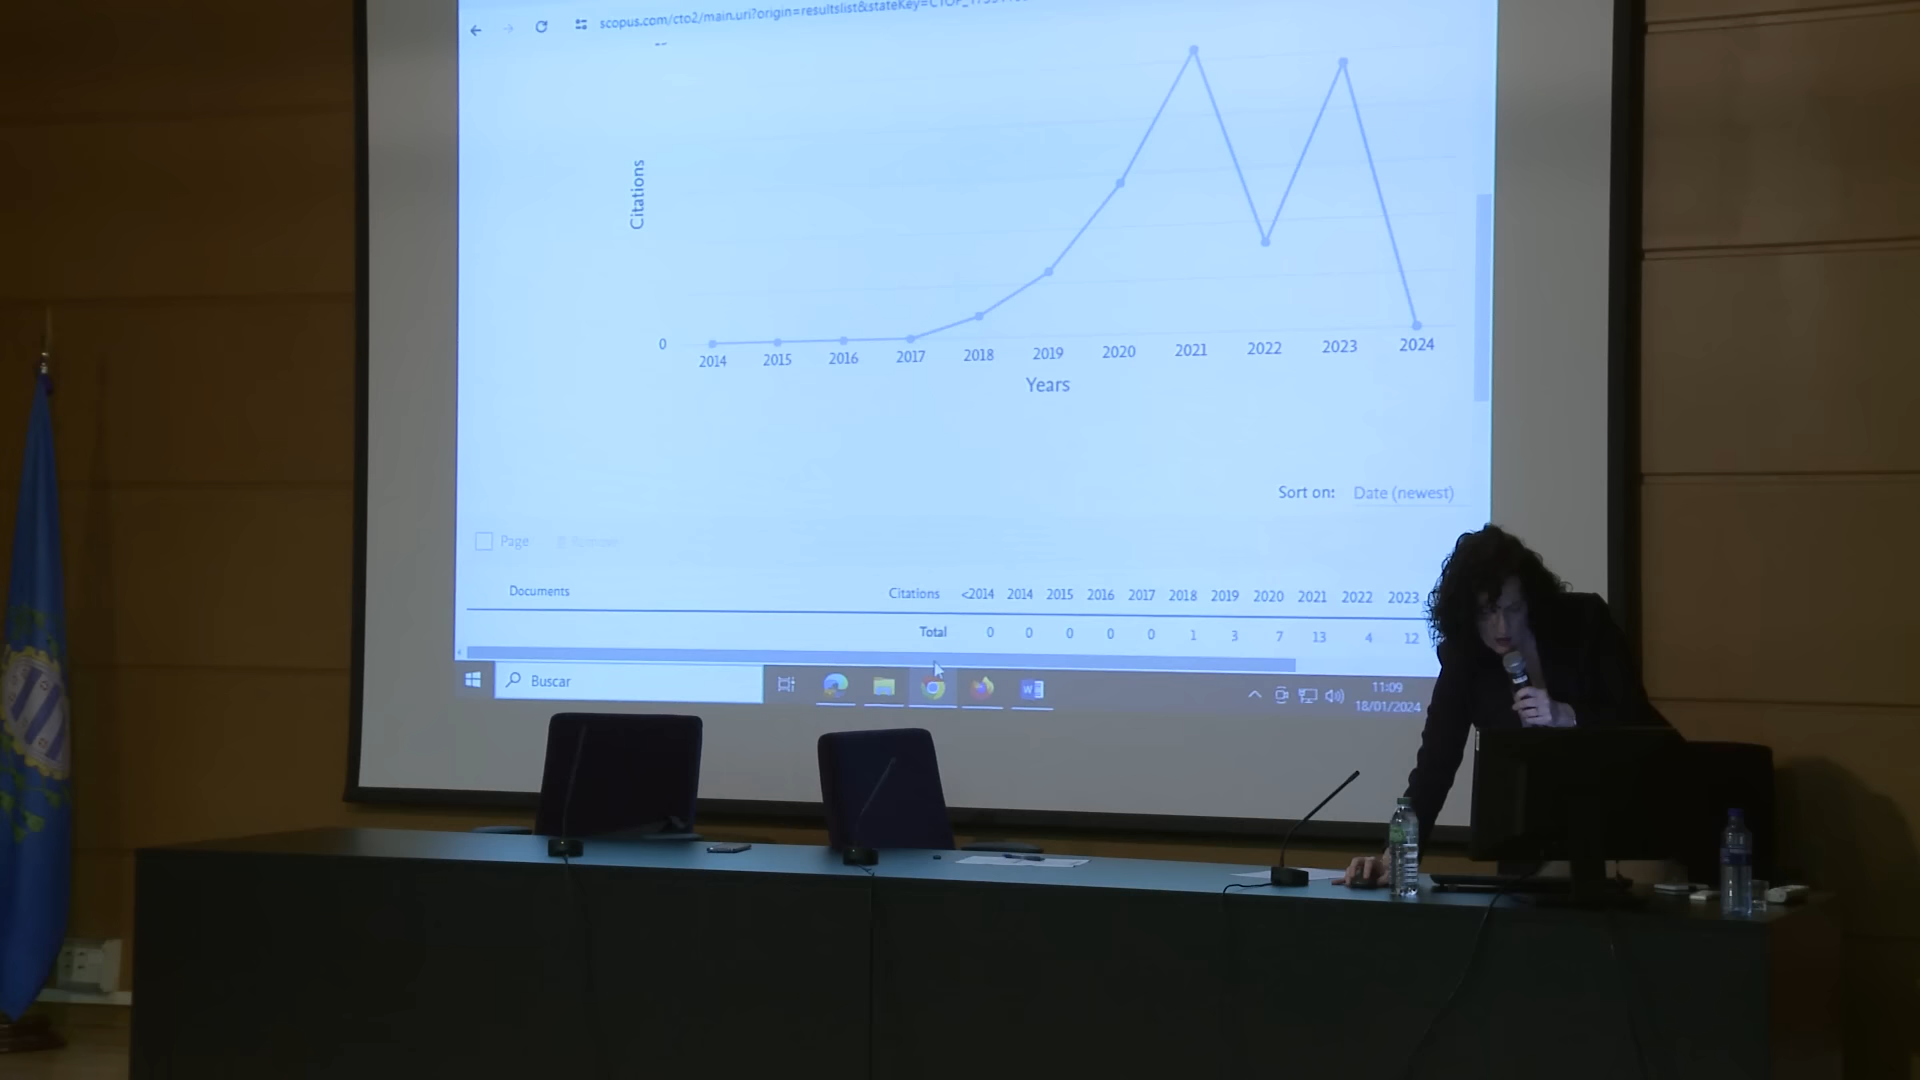 scopus.com/cto2/main.uri?origin=resultslist&stateKey=CTOF_
Citations
0
2014 2015 2016 2017 2018 2019 2020 2021 2022 2023 2024
Years
Sort on: Date (newest)
Page Remove
Documents Citations <2014 2014 2015 2016 2017 2018 2019 2020 2021 2022 2023
Total 0 0 0 0 0 1 3 7 13 4 12
Buscar
11:09
18/01/2024